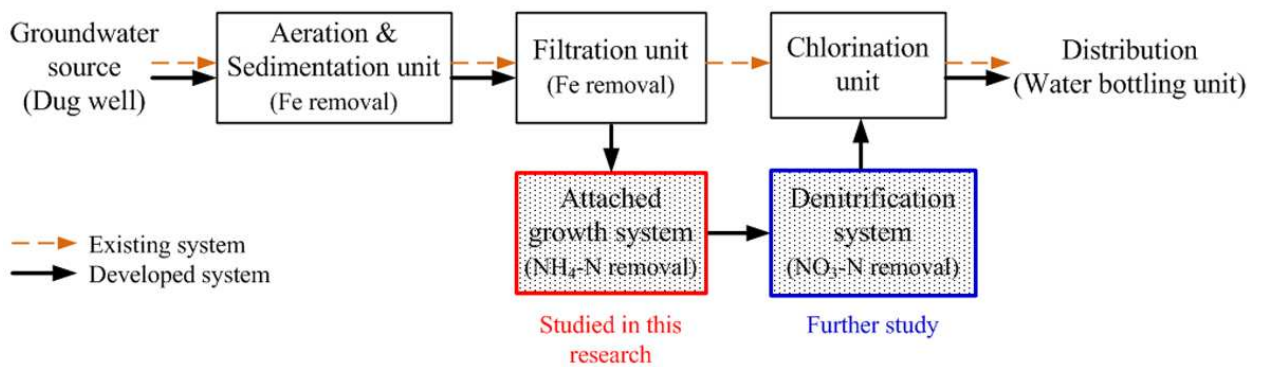 Groundwater
source
(Dug well)
Aeration &
Sedimentation unit
(Fe removal)
Filtration unit
(Fe removal)
Chlorination
unit
Distribution
(Water bottling unit)
Attached
growth system
(NH₄-N removal)
Denitrification
system
(NO₃-N removal)
Existing system
Developed system
Studied in this
research
Further study